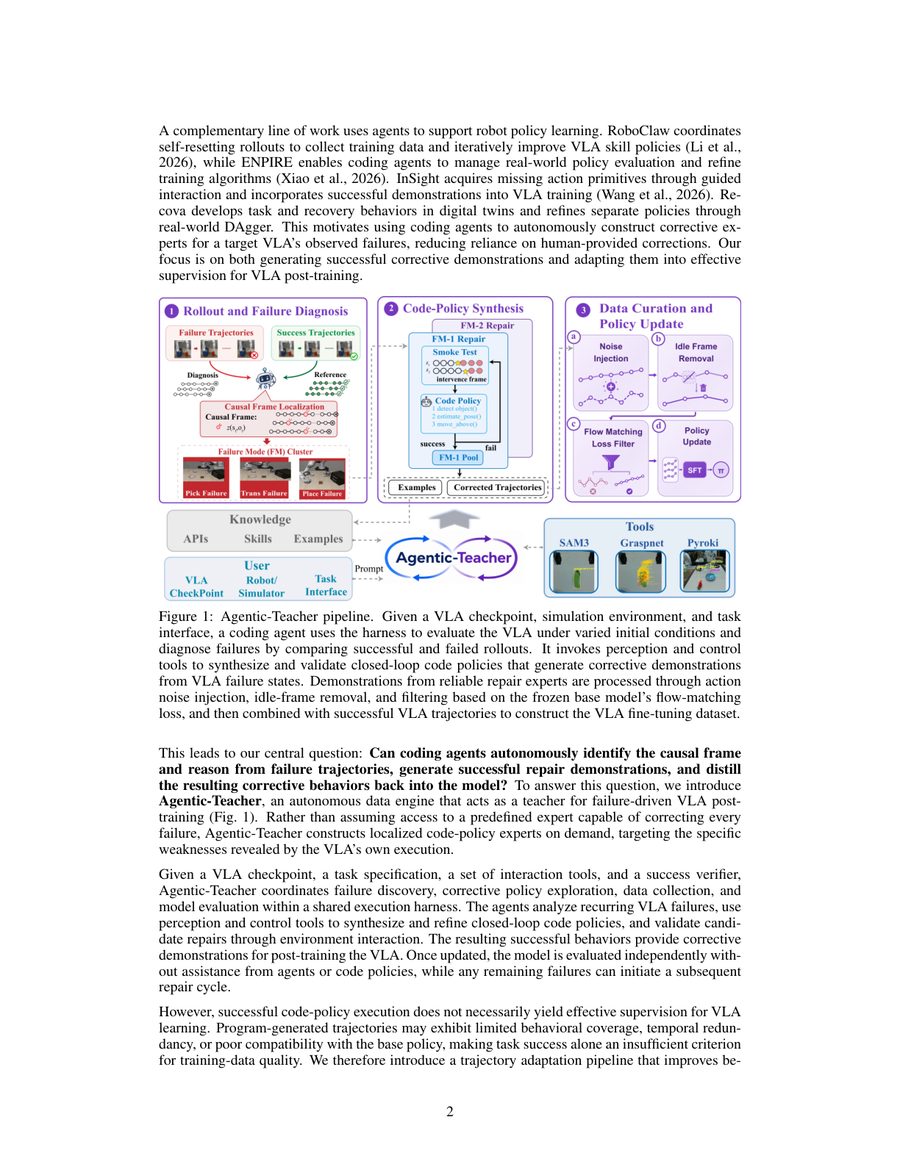 A complementary line of work uses agents to support robot policy learning. RoboClaw coordinates
self-resetting rollouts to collect training data and iteratively improve VLA skill policies (Li et al.,
2026), while ENPIRE enables coding agents to manage real-world policy evaluation and refine
training algorithms (Xiao et al., 2026). InSight acquires missing action primitives through guided
interaction and incorporates successful demonstrations into VLA training (Wang et al., 2026). Re-
cova develops task and recovery behaviors in digital twins and refines separate policies through
real-world DAgger. This motivates using coding agents to autonomously construct corrective ex-
perts for a target VLA's observed failures, reducing reliance on human-provided corrections. Our
focus is on both generating successful corrective demonstrations and adapting them into effective
supervision for VLA post-training.
1 Rollout and Failure Diagnosis
Failure Trajectories
Success Trajectories
Diagnosis
Reference
Causal Frame Localization
Causal Frame:
Failure Mode (FM) Cluster
Pick Failure
Trans Failure
Place Failure
2 Code-Policy Synthesis
FM-2 Repair
FM-1 Repair
Smoke Test
intervene frame
Code Policy
1 detect object()
2 estimate_pose()
3 move_above()
success
fail
FM-1 Pool
Examples
Corrected Trajectories
3 Data Curation and
Policy Update
a
Noise
Injection
b
Idle Frame
Removal
c
Flow Matching
Loss Filter
d
Policy
Update
SFT
π
Knowledge
APIs
Skills
Examples
User
VLA
CheckPoint
Robot/
Simulator
Task
Interface
Prompt
Agentic-Teacher
Tools
SAM3
Graspnet
Pyroki
Figure 1: Agentic-Teacher pipeline. Given a VLA checkpoint, simulation environment, and task
interface, a coding agent uses the harness to evaluate the VLA under varied initial conditions and
diagnose failures by comparing successful and failed rollouts. It invokes perception and control
tools to synthesize and validate closed-loop code policies that generate corrective demonstrations
from VLA failure states. Demonstrations from reliable repair experts are processed through action
noise injection, idle-frame removal, and filtering based on the frozen base model's flow-matching
loss, and then combined with successful VLA trajectories to construct the VLA fine-tuning dataset.
This leads to our central question: Can coding agents autonomously identify the causal frame
and reason from failure trajectories, generate successful repair demonstrations, and distill
the resulting corrective behaviors back into the model? To answer this question, we introduce
Agentic-Teacher, an autonomous data engine that acts as a teacher for failure-driven VLA post-
training (Fig. 1). Rather than assuming access to a predefined expert capable of correcting every
failure, Agentic-Teacher constructs localized code-policy experts on demand, targeting the specific
weaknesses revealed by the VLA's own execution.
Given a VLA checkpoint, a task specification, a set of interaction tools, and a success verifier,
Agentic-Teacher coordinates failure discovery, corrective policy exploration, data collection, and
model evaluation within a shared execution harness. The agents analyze recurring VLA failures, use
perception and control tools to synthesize and refine closed-loop code policies, and validate candi-
date repairs through environment interaction. The resulting successful behaviors provide corrective
demonstrations for post-training the VLA. Once updated, the model is evaluated independently with-
out assistance from agents or code policies, while any remaining failures can initiate a subsequent
repair cycle.
However, successful code-policy execution does not necessarily yield effective supervision for VLA
learning. Program-generated trajectories may exhibit limited behavioral coverage, temporal redun-
dancy, or poor compatibility with the base policy, making task success alone an insufficient criterion
for training-data quality. We therefore introduce a trajectory adaptation pipeline that improves be-
2